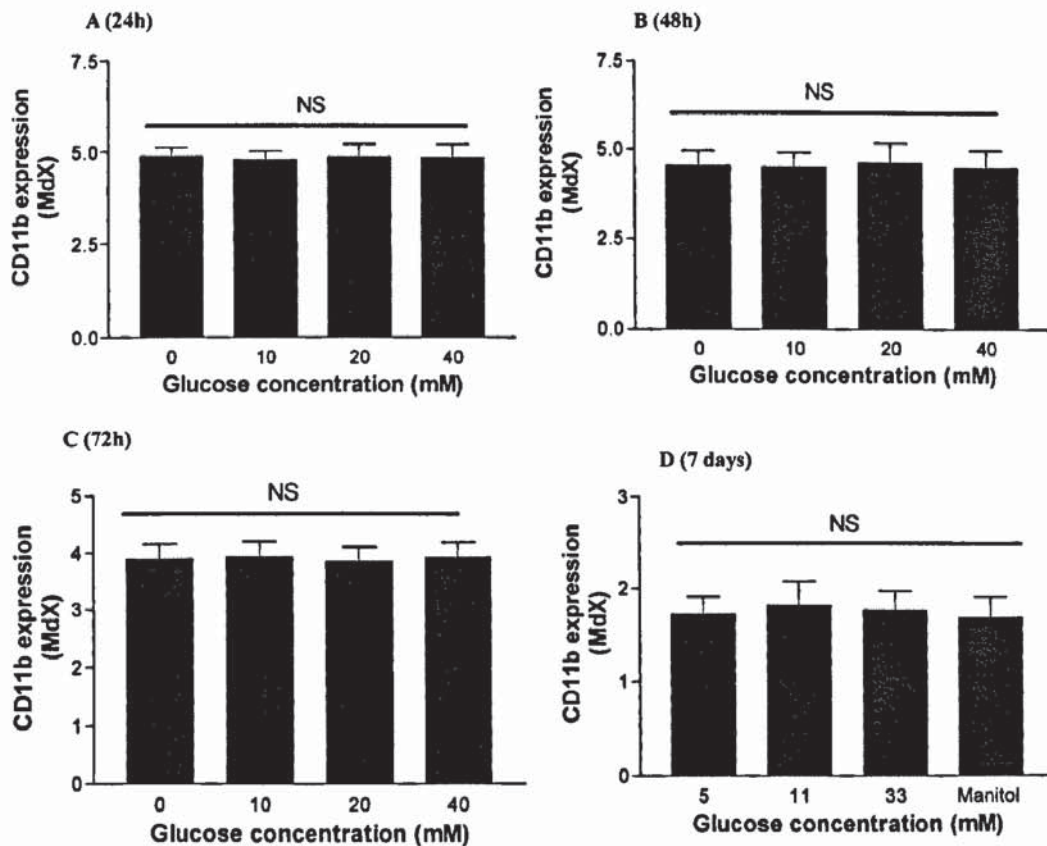 A (24h)
7.5
5.0
2.5
0.0
CD11b expression
(MdX)
NS
0 10 20 40
Glucose concentration (mM)
B (48h)
7.5
5.0
2.5
0.0
CD11b expression
(MdX)
NS
0 10 20 40
Glucose concentration (mM)
C (72h)
5
4
3
2
1
0
CD11b expression
(MdX)
NS
0 10 20 40
Glucose concentration (mM)
D (7 days)
3
2
1
0
CD11b expression
(MdX)
NS
5 11 33 Manitol
Glucose concentration (mM)